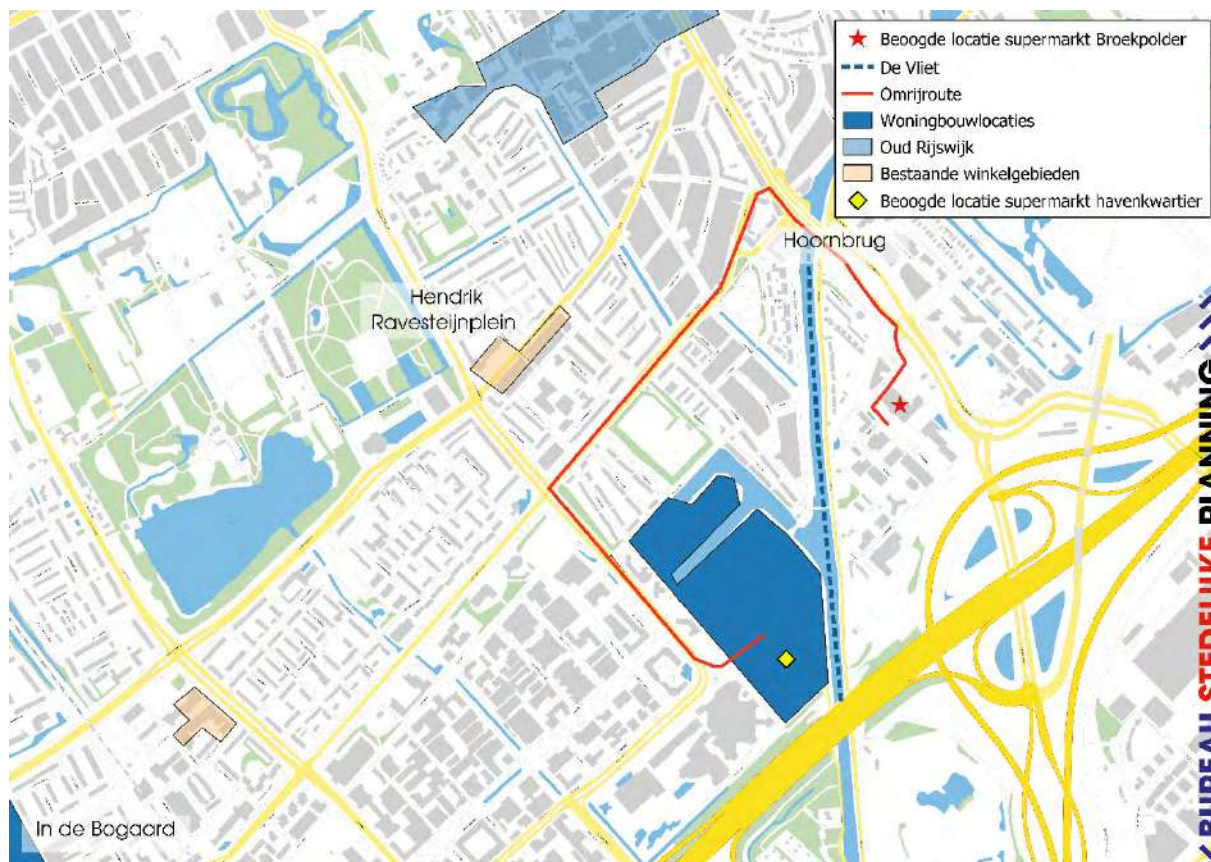 Beoogde locatie supermarkt Broekpolder
De Vliet
Omrijroute
Woningbouwlocaties
Oud Rijswijk
Bestaande winkelgebieden
Beoogde locatie supermarkt havenkwartier
Hoornbrug
Hendrik
Ravesteijnplein
In de Bogaard
BUREAU STEDELIJKE PLANNING >>>